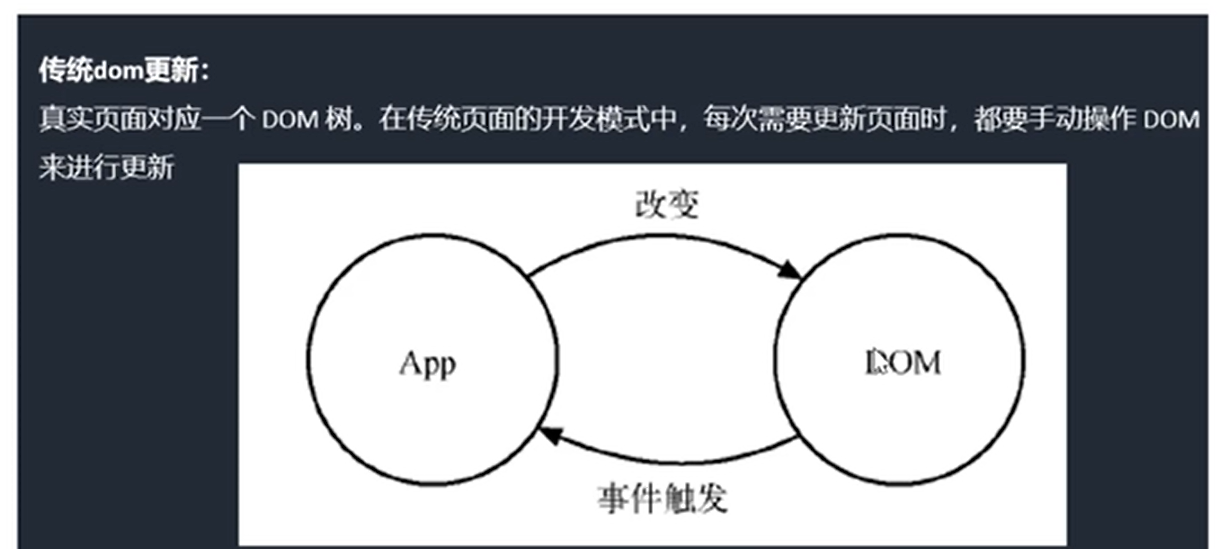 传统dom更新：
真实页面对应一个 DOM 树。在传统页面的开发模式中，每次需要更新页面时，都要手动操作 DOM
来进行更新
改变
App
DOM
事件触发